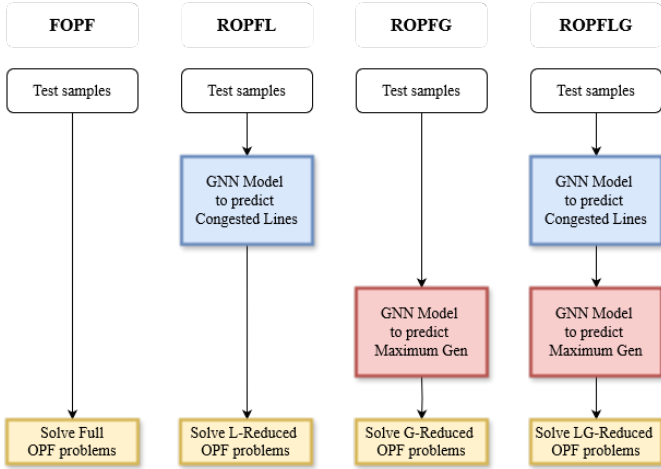 FOPF
ROPFL
ROPFG
ROPFLG
Test samples
Test samples
Test samples
Test samples
GNN Model
to predict
Congested Lines
GNN Model
to predict
Congested Lines
GNN Model
to predict
Maximum Gen
GNN Model
to predict
Maximum Gen
Solve Full
OPF problems
Solve L-Reduced
OPF problems
Solve G-Reduced
OPF problems
Solve LG-Reduced
OPF problems